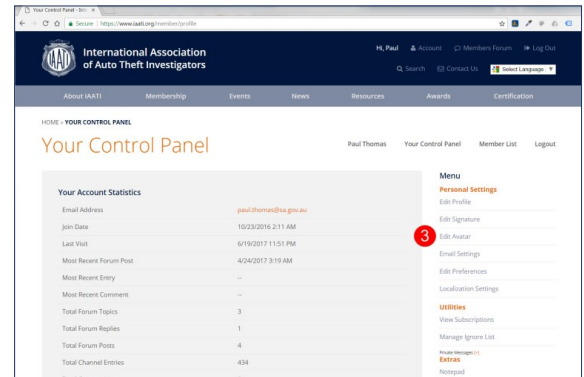 Your Control Panel - Inte
Secure | https://www.iaati.org/member/profile
International Association
of Auto Theft Investigators
Hi, Paul Account Members Forum Log Out
Search Contact Us Select Language ▼
About IAATI Membership Events News Resources Awards Certification
HOME » YOUR CONTROL PANEL
Your Control Panel
Paul Thomas Your Control Panel Member List Logout
Your Account Statistics
Email Address paul.thomas@sa.gov.au
Join Date 10/23/2016 2:11 AM
Last Visit 6/19/2017 11:51 PM
Most Recent Forum Post 4/24/2017 3:19 AM
Most Recent Entry --
Most Recent Comment --
Total Forum Topics 3
Total Forum Replies 1
Total Forum Posts 4
Total Channel Entries 434
Menu
Personal Settings
Edit Profile
Edit Signature
3 Edit Avatar
Email Settings
Edit Preferences
Localization Settings
Utilities
View Subscriptions
Manage Ignore List
Private Messages [+]
Extras
Notepad